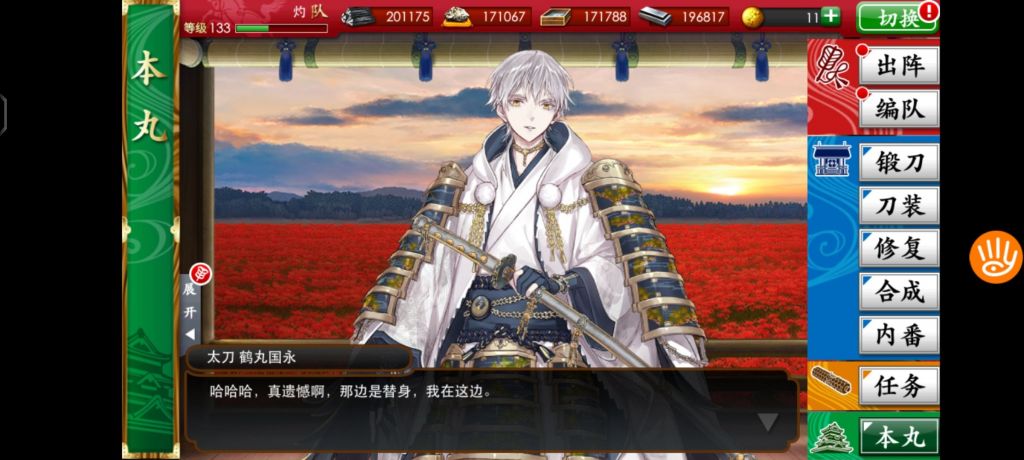 本丸
灼 队
等级 133
201175
171067
171788
196817
11
切换
出阵
编队
锻刀
刀装
修复
合成
内番
任务
本丸
展开
太刀 鹤丸国永
哈哈哈，真遗憾啊，那边是替身，我在这边。